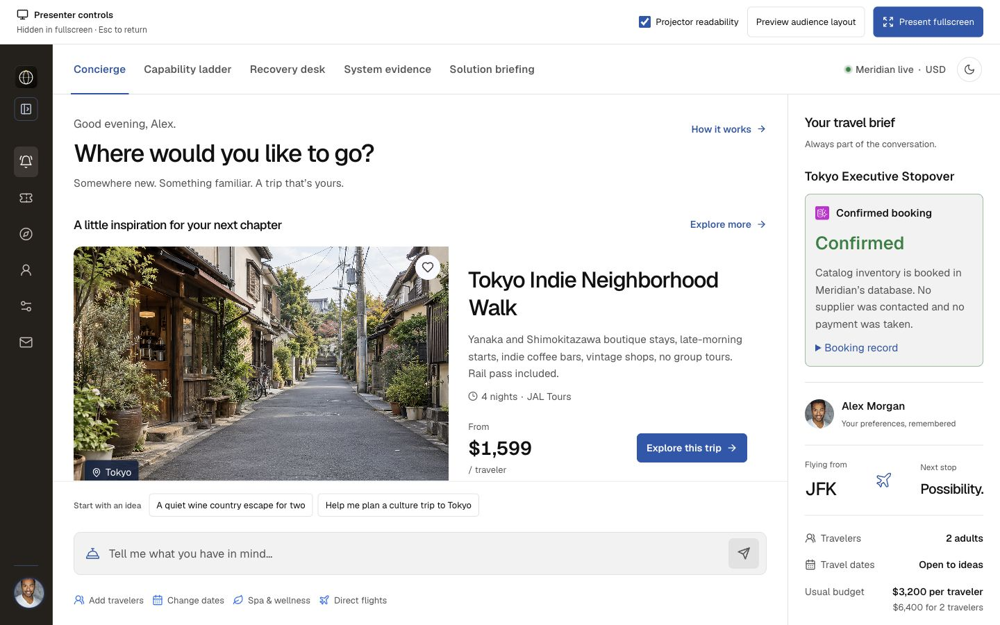 Presenter controls
Hidden in fullscreen · Esc to return
Projector readability
Preview audience layout
Present fullscreen
Concierge
Capability ladder
Recovery desk
System evidence
Solution briefing
Meridian live · USD
Good evening, Alex.
How it works
Where would you like to go?
Somewhere new. Something familiar. A trip that's yours.
A little inspiration for your next chapter
Explore more
Tokyo
Tokyo Indie Neighborhood
Walk
Yanaka and Shimokitazawa boutique stays, late-morning
starts, indie coffee bars, vintage shops, no group tours.
Rail pass included.
4 nights · JAL Tours
From
$1,599
/ traveler
Explore this trip
Start with an idea
A quiet wine country escape for two
Help me plan a culture trip to Tokyo
Tell me what you have in mind...
Add travelers
Change dates
Spa & wellness
Direct flights
Your travel brief
Always part of the conversation.
Tokyo Executive Stopover
Confirmed booking
Confirmed
Catalog inventory is booked in
Meridian's database. No
supplier was contacted and no
payment was taken.
Booking record
Alex Morgan
Your preferences, remembered
Flying from
JFK
Next stop
Possibility.
Travelers
2 adults
Travel dates
Open to ideas
Usual budget
$3,200 per traveler
$6,400 for 2 travelers